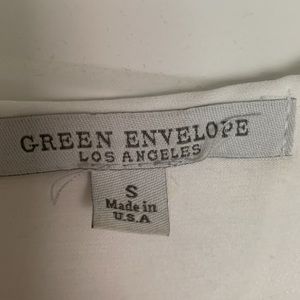 GREEN ENVELOPE
LOS ANGELES
S
Made in
U.S.A